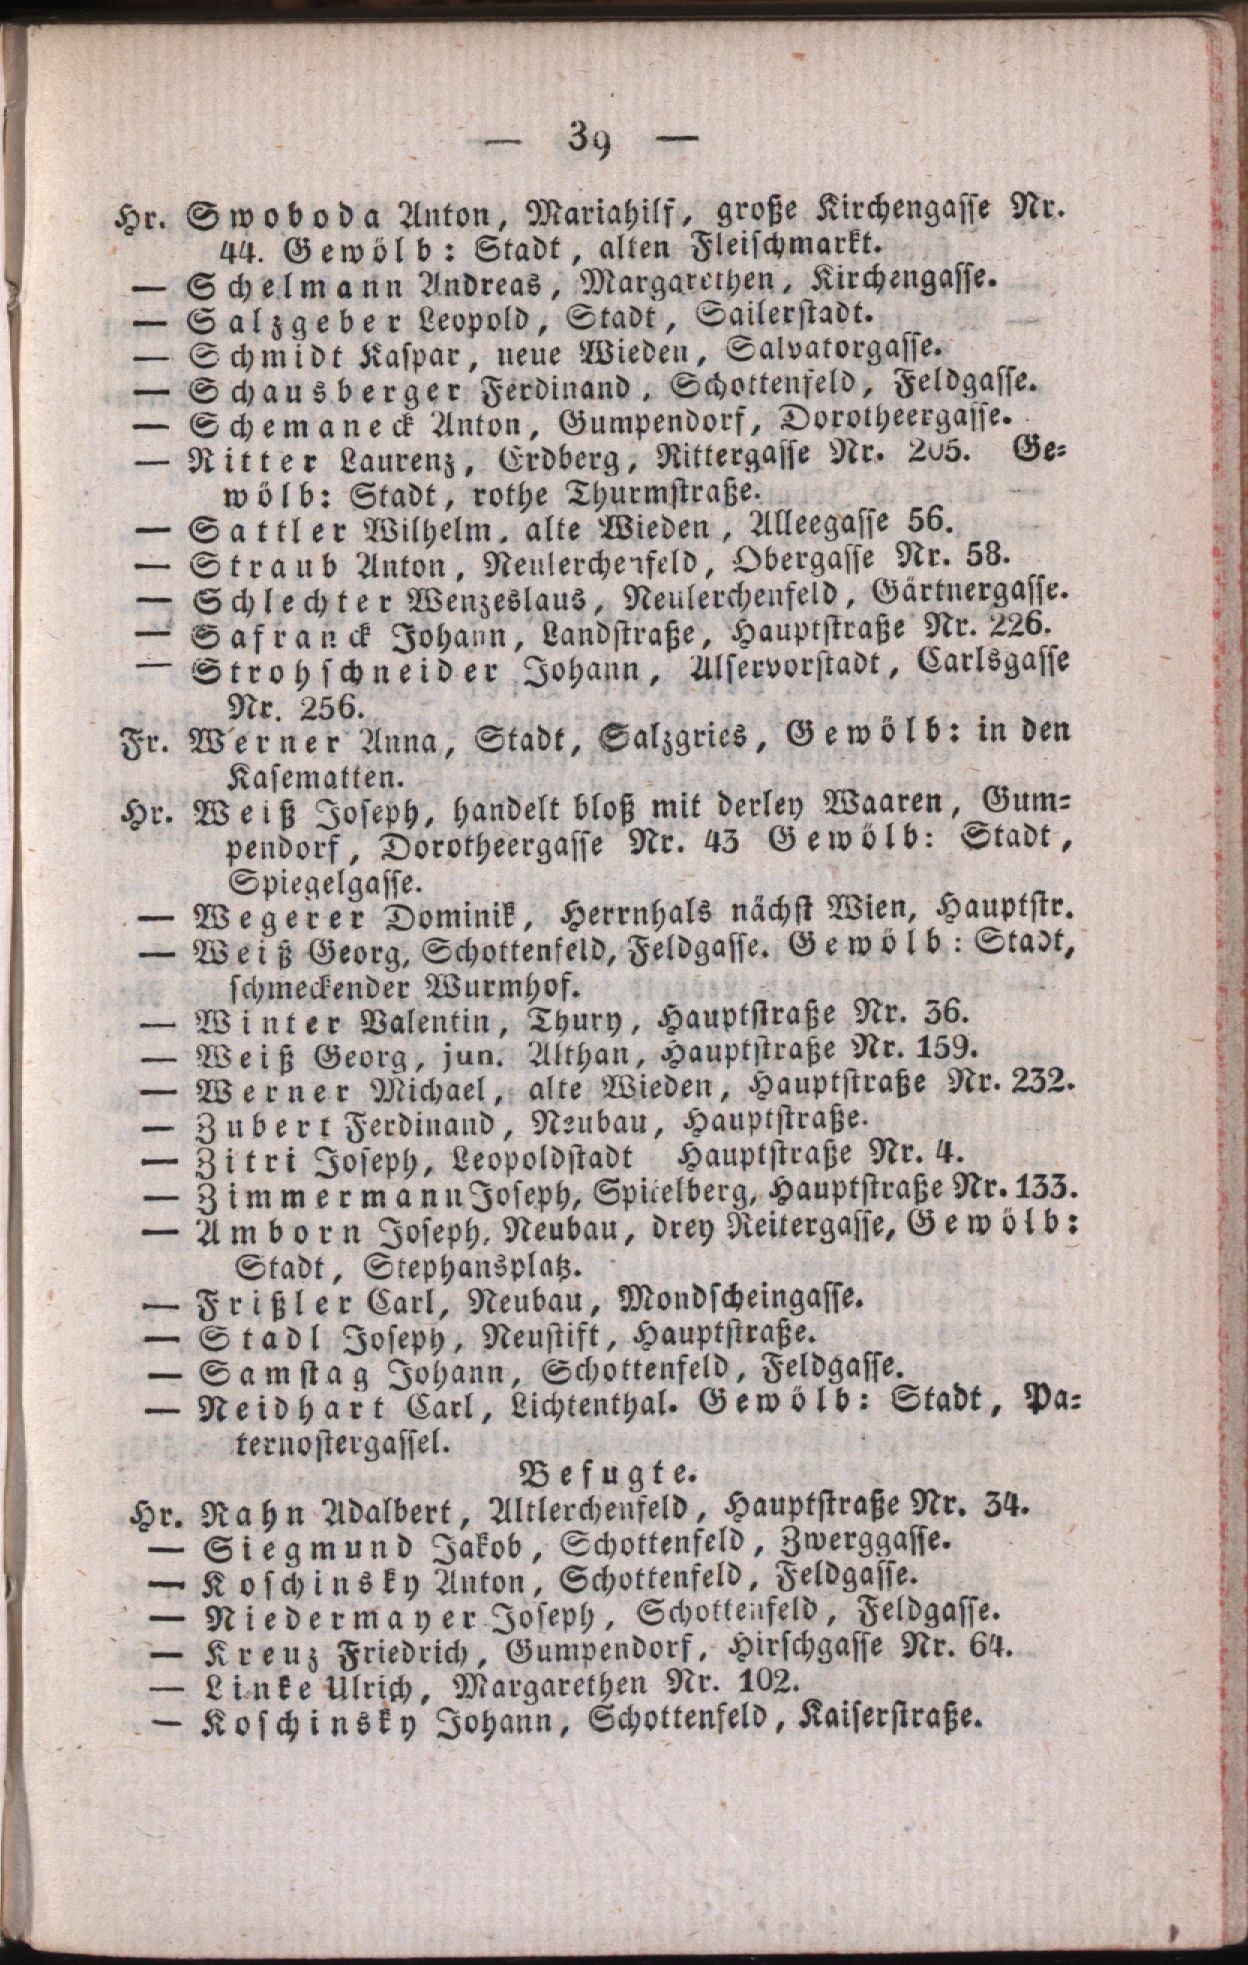 — 39 —
Hr. Swoboda Anton, Mariahilf, große Kirchengasse Nr.
44. Gewölb: Stadt, alten Fleischmarkt.
— Schelmann Andreas, Margarethen, Kirchengasse.
— Salzgeber Leopold, Stadt, Sailerstadt.
— Schmidt Kaspar, neue Wieden, Salvatorgasse.
— Schausberger Ferdinand, Schottenfeld, Feldgasse.
— Schemaneck Anton, Gumpendorf, Dorotheergasse.
— Ritter Laurenz, Erdberg, Rittergasse Nr. 205. Ge-
wölb: Stadt, rothe Thurmstraße.
— Sattler Wilhelm, alte Wieden, Alleegasse 56.
— Straub Anton, Neulerchenfeld, Obergasse Nr. 58.
— Schlechter Wenzeslaus, Neulerchenfeld, Gärtnergasse.
— Safranck Johann, Landstraße, Hauptstraße Nr. 226.
— Strohschneider Johann, Alservorstadt, Carlsgasse
Nr. 256.
Fr. Werner Anna, Stadt, Salzgries, Gewölb: in den
Kasematten.
Hr. Weiß Joseph, handelt bloß mit derley Waaren, Gum-
pendorf, Dorotheergasse Nr. 43 Gewölb: Stadt,
Spiegelgasse.
— Wegerer Dominik, Herrnhals nächst Wien, Hauptstr.
— Weiß Georg, Schottenfeld, Feldgasse. Gewölb: Stadt,
schmeckender Wurmhof.
— Winter Valentin, Thury, Hauptstraße Nr. 36.
— Weiß Georg, jun. Althan, Hauptstraße Nr. 159.
— Werner Michael, alte Wieden, Hauptstraße Nr. 232.
— Zubert Ferdinand, Neubau, Hauptstraße.
— Zitri Joseph, Leopoldstadt Hauptstraße Nr. 4.
— Zimmermann Joseph, Spitelberg, Hauptstraße Nr. 133.
— Amborn Joseph, Neubau, drey Reitergasse, Gewölb:
Stadt, Stephansplatz.
— Frißler Carl, Neubau, Mondscheingasse.
— Stadl Joseph, Neustift, Hauptstraße.
— Samstag Johann, Schottenfeld, Feldgasse.
— Neidhart Carl, Lichtenthal. Gewölb: Stadt, Pa-
ternostergassel.
Befugte.
Hr. Rahn Adalbert, Altlerchenfeld, Hauptstraße Nr. 34.
— Siegmund Jakob, Schottenfeld, Zwerggasse.
— Koschinsky Anton, Schottenfeld, Feldgasse.
— Niedermayer Joseph, Schottenfeld, Feldgasse.
— Kreuz Friedrich, Gumpendorf, Hirschgasse Nr. 64.
— Linke Ulrich, Margarethen Nr. 102.
— Koschinsky Johann, Schottenfeld, Kaiserstraße.